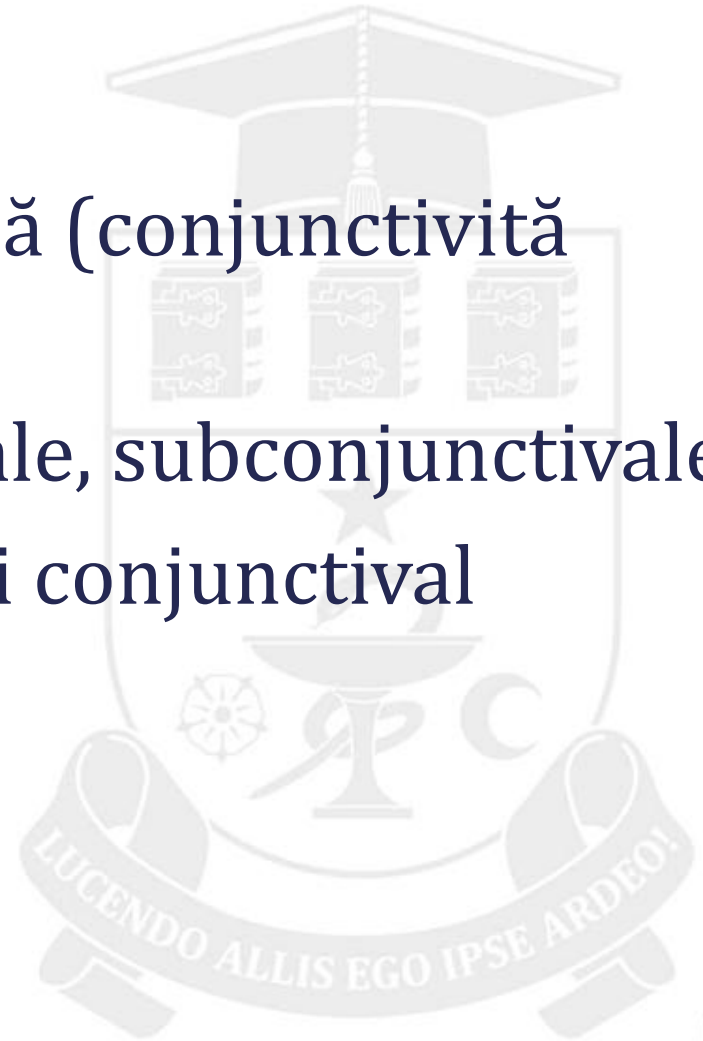 ă (conjunctivită
ale, subconjunctivale
i conjunctival
LUCENDO ALLIS EGO IPSE ARDEO!